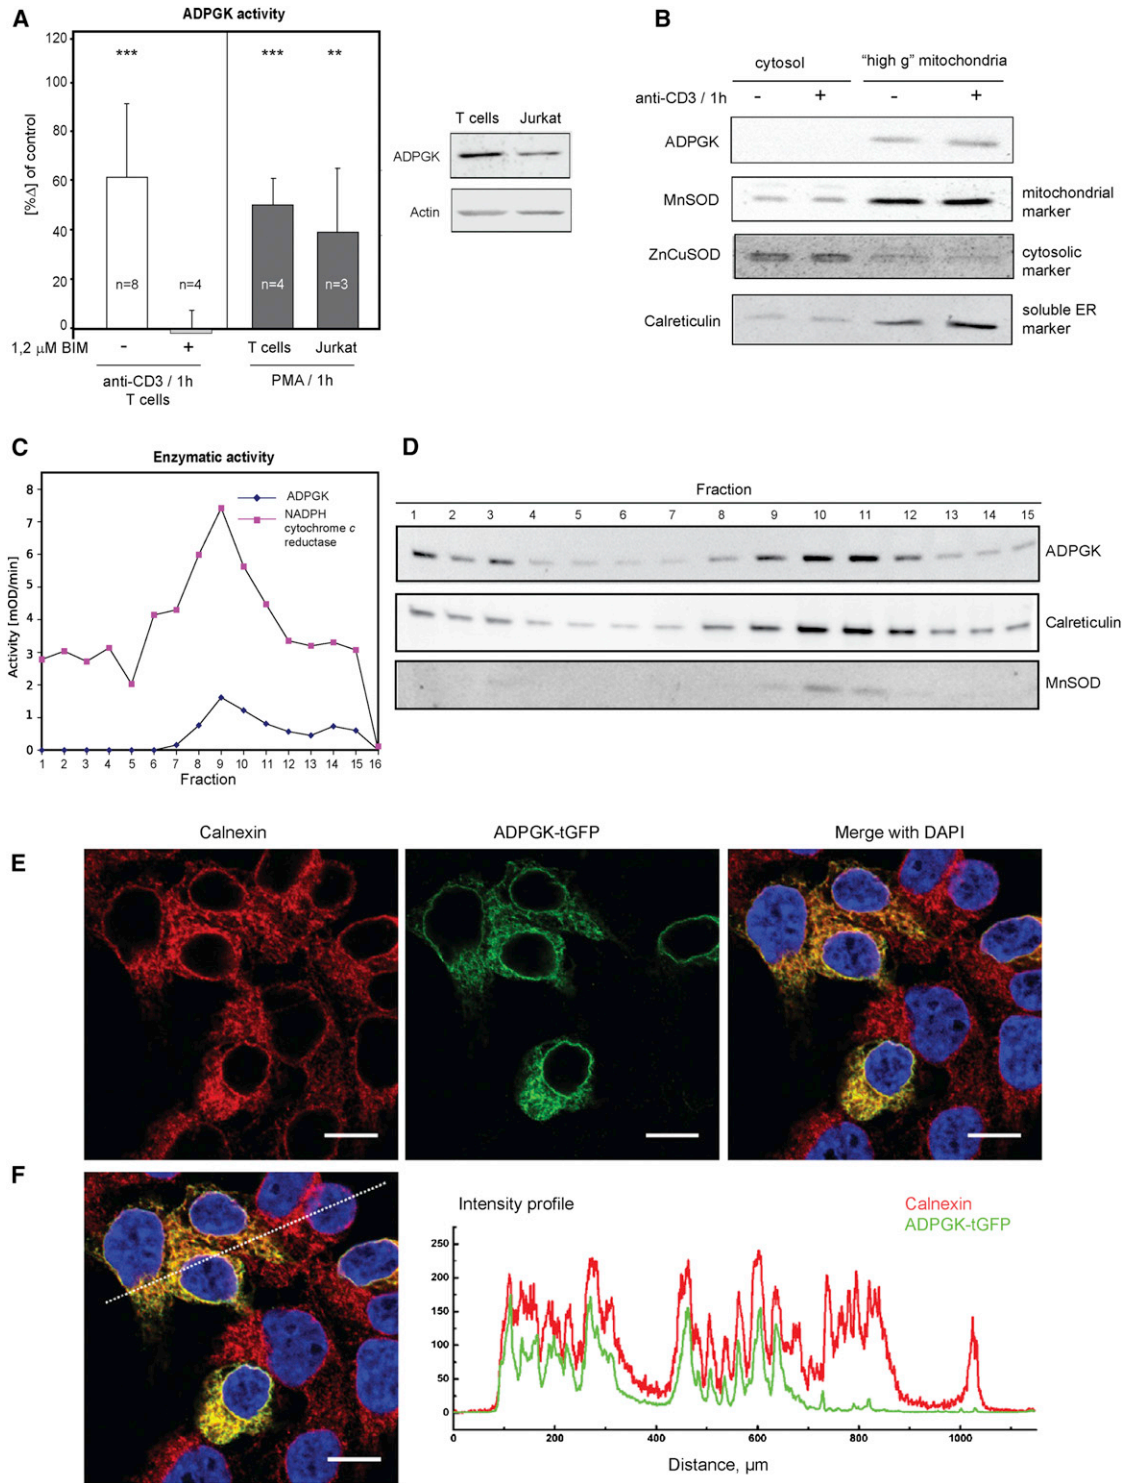 A
ADPGK activity
[%Δ] of control
120
100
80
60
40
20
0
***
***
**
n=8
n=4
n=4
n=3
1,2 μM BIM
-
+
T cells
Jurkat
anti-CD3 / 1h
T cells
PMA / 1h
T cells
Jurkat
ADPGK
Actin
B
cytosol
"high g" mitochondria
anti-CD3 / 1h
-
+
-
+
ADPGK
MnSOD
mitochondrial
marker
ZnCuSOD
cytosolic
marker
Calreticulin
soluble ER
marker
C
Enzymatic activity
ADPGK
NADPH
cytochrome c
reductase
Activity [mOD/min]
8
7
6
5
4
3
2
1
0
1 2 3 4 5 6 7 8 9 10 11 12 13 14 15 16
Fraction
D
Fraction
1 2 3 4 5 6 7 8 9 10 11 12 13 14 15
ADPGK
Calreticulin
MnSOD
E
Calnexin
ADPGK-tGFP
Merge with DAPI
F
Intensity profile
Calnexin
ADPGK-tGFP
250
200
150
100
50
0
0 200 400 600 800 1000
Distance, μm